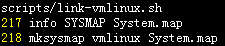 scripts/link-vmlinux.sh
217 info SYSMAP System.map
218 mksysmap vmlinux System.map